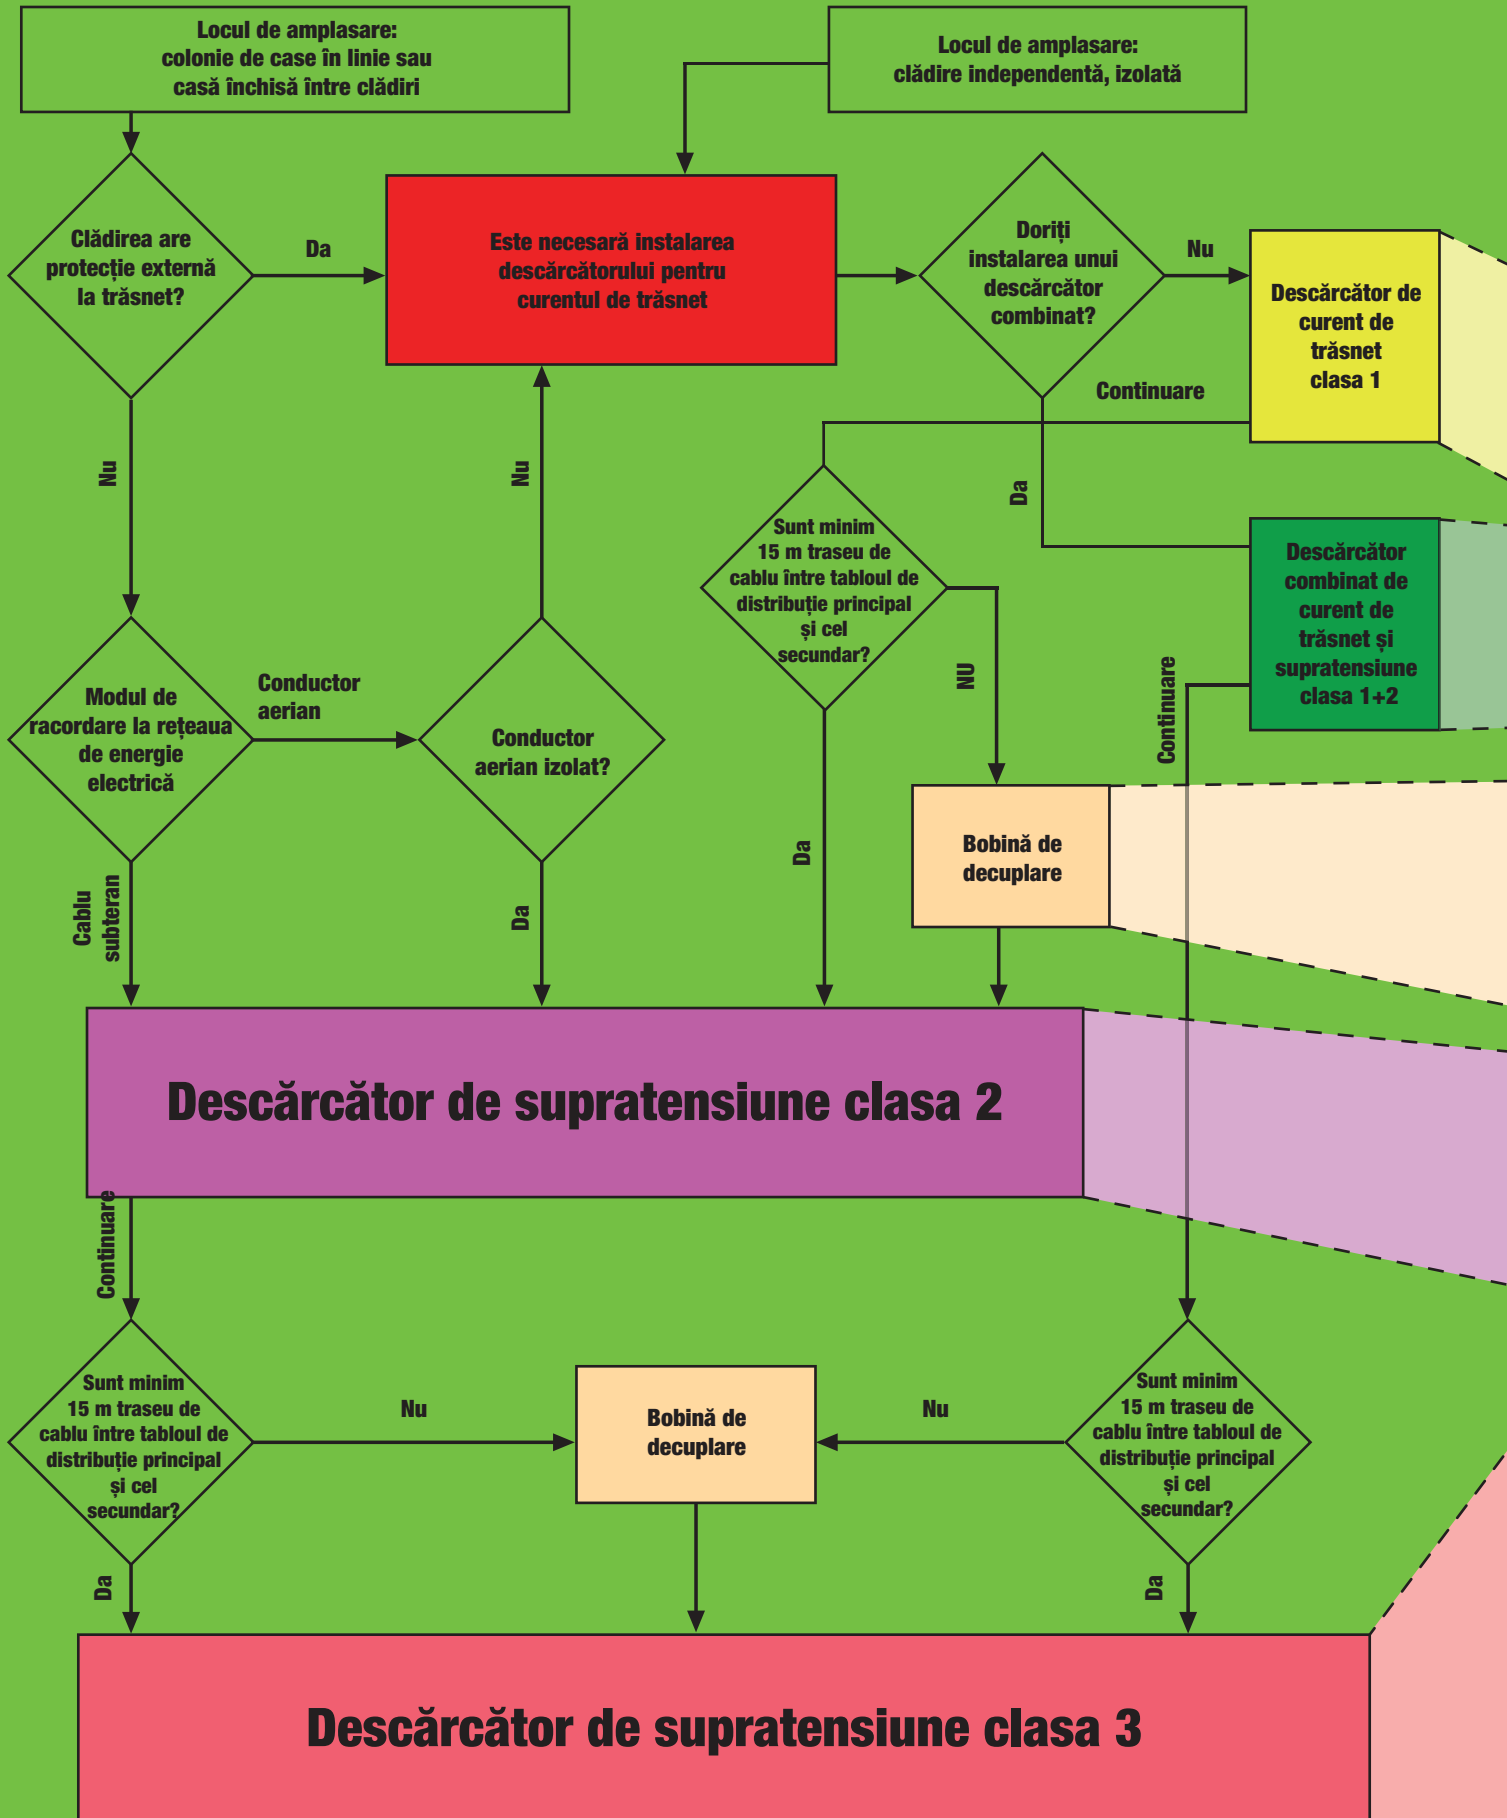 Locul de amplasare:
colonie de case în linie sau
casă închisă între clădiri
Locul de amplasare:
clădire independentă, izolată
Clădirea are
protecție externă
la trăsnet?
Da
Este necesară instalarea
descărcătorului pentru
curentul de trăsnet
Doriți
instalarea unui
descărcător
combinat?
Nu
Descărcător de
curent de
trăsnet
clasa 1
Continuare
Nu
Nu
Da
Sunt minim
15 m traseu de
cablu între tabloul de
distribuție principal
și cel
secundar?
NU
Descărcător
combinat de
curent de
trăsnet și
supratensiune
clasa 1+2
Continuare
Modul de
racordare la rețeaua
de energie
electrică
Conductor
aerian
Conductor
aerian izolat?
Da
Bobină de
decuplare
Cablu
subteran
Da
Descărcător de supratensiune clasa 2
Continuare
Sunt minim
15 m traseu de
cablu între tabloul de
distribuție principal
și cel
secundar?
Nu
Bobină de
decuplare
Nu
Sunt minim
15 m traseu de
cablu între tabloul de
distribuție principal
și cel
secundar?
Da
Da
Descărcător de supratensiune clasa 3